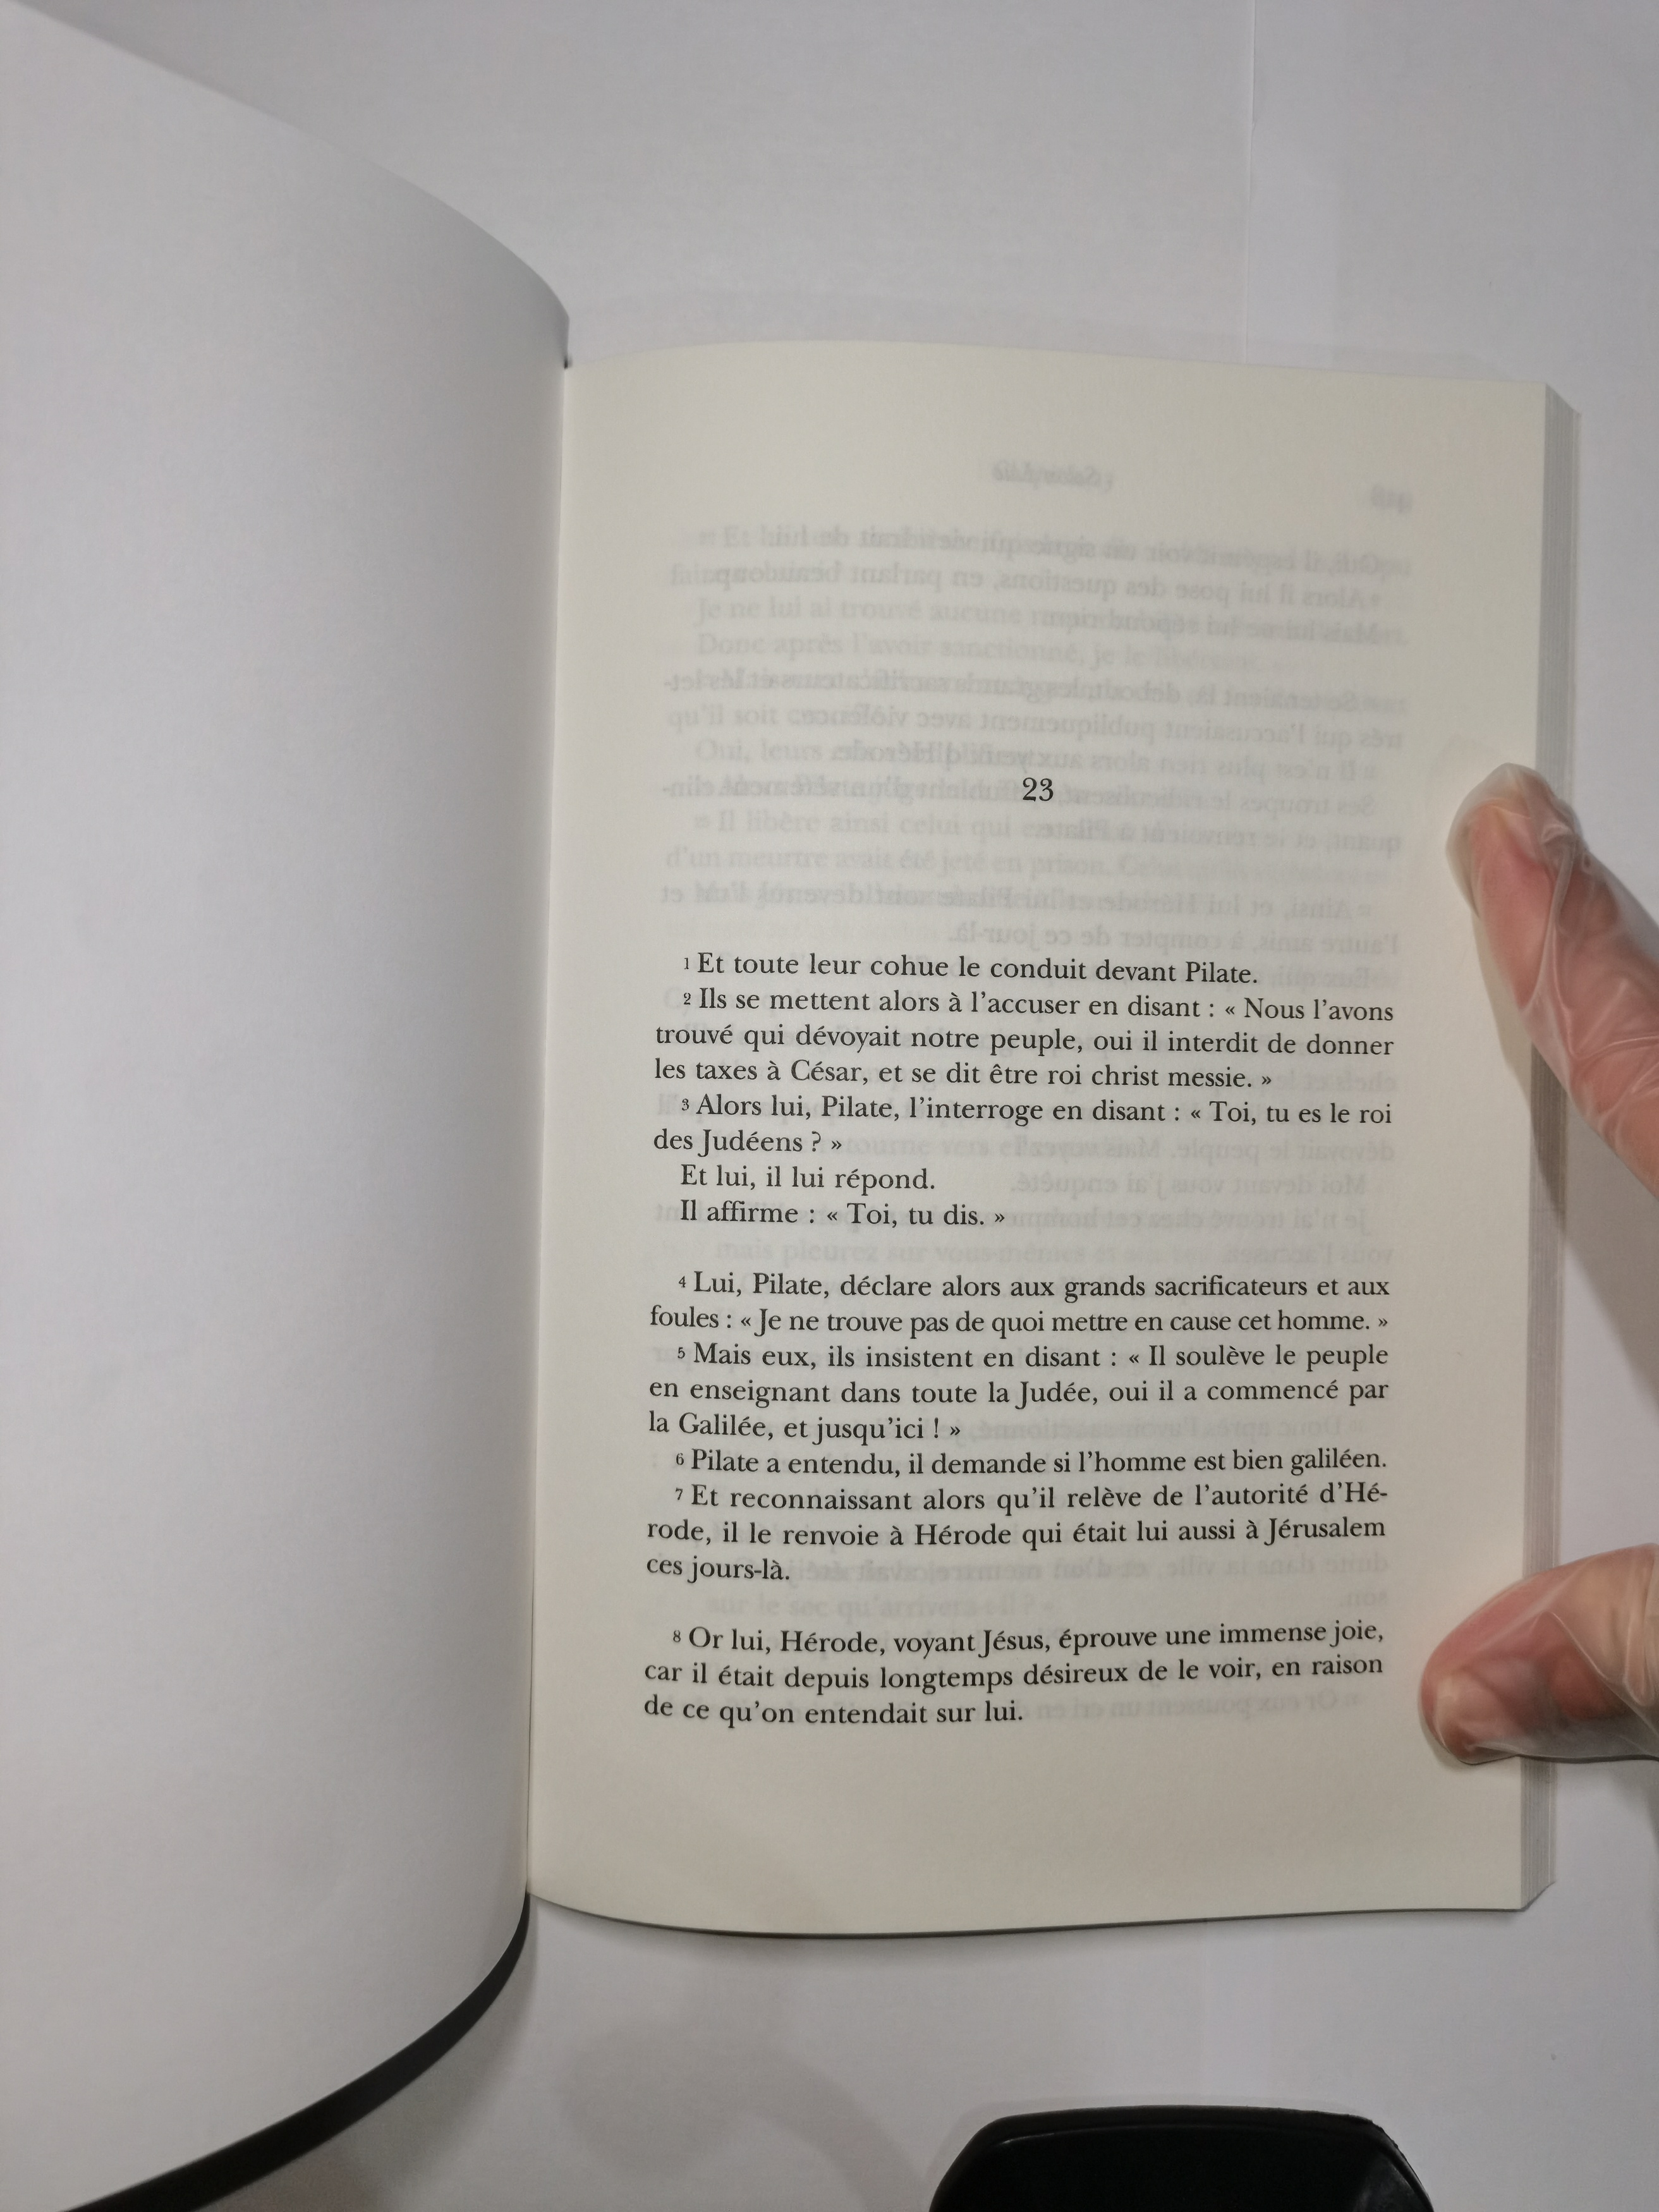 23
1 Et toute leur cohue le conduit devant Pilate.
2 Ils se mettent alors à l'accuser en disant : « Nous l'avons
trouvé qui dévoyait notre peuple, oui il interdit de donner
les taxes à César, et se dit être roi christ messie. »
3 Alors lui, Pilate, l'interroge en disant : « Toi, tu es le roi
des Judéens ? »
Et lui, il lui répond.
Il affirme : « Toi, tu dis. »
4 Lui, Pilate, déclare alors aux grands sacrificateurs et aux
foules : « Je ne trouve pas de quoi mettre en cause cet homme. »
5 Mais eux, ils insistent en disant : « Il soulève le peuple
en enseignant dans toute la Judée, oui il a commencé par
la Galilée, et jusqu'ici ! »
6 Pilate a entendu, il demande si l'homme est bien galiléen.
7 Et reconnaissant alors qu'il relève de l'autorité d'Hé-
rode, il le renvoie à Hérode qui était lui aussi à Jérusalem
ces jours-là.
8 Or lui, Hérode, voyant Jésus, éprouve une immense joie,
car il était depuis longtemps désireux de le voir, en raison
de ce qu'on entendait sur lui.